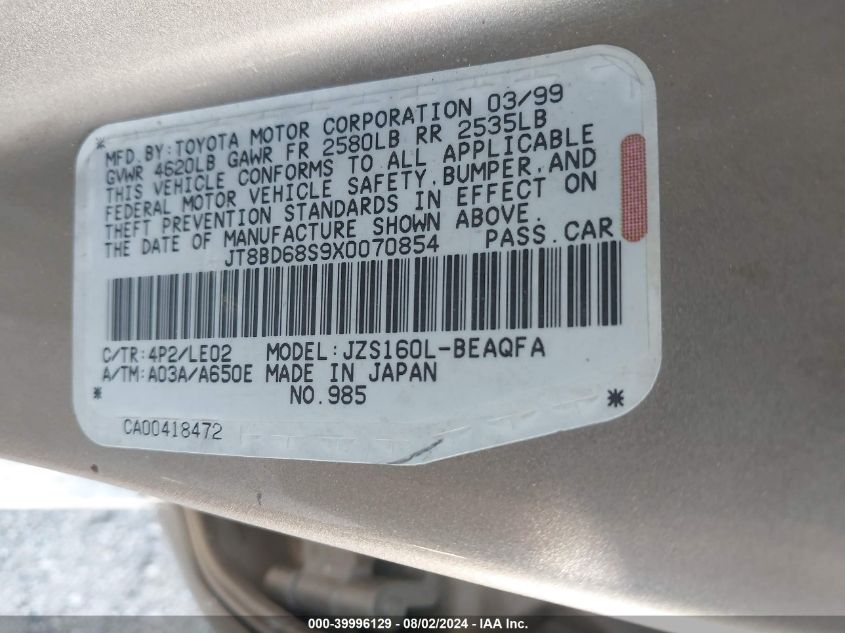 MFD. BY: TOYOTA MOTOR CORPORATION 03/99
GVWR 4620LB GAWR FR 2580LB RR 2535LB
THIS VEHICLE CONFORMS TO ALL APPLICABLE
FEDERAL MOTOR VEHICLE SAFETY, BUMPER, AND
THEFT PREVENTION STANDARDS IN EFFECT ON
THE DATE OF MANUFACTURE SHOWN ABOVE.
JT8BD68S9X0070854 PASS. CAR
C/TR: 4P2/LE02 MODEL: JZS160L-BEAQFA
A/TM: A03A/A650E MADE IN JAPAN
NO. 985
CA00418472
000-39996129 - 08/02/2024 - IAA Inc.